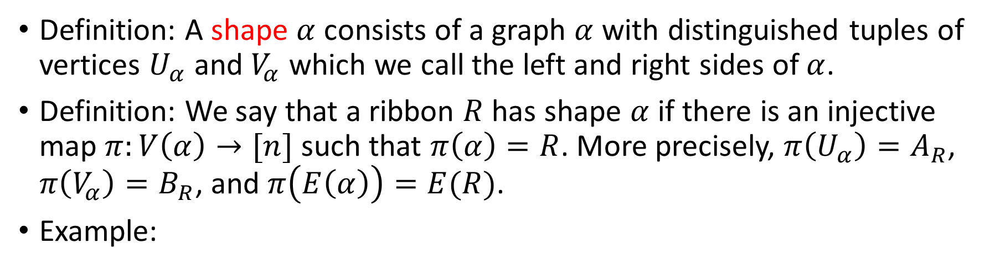 • Definition: A shape 𝛼 consists of a graph 𝛼 with distinguished tuples of
vertices 𝑈_𝛼 and 𝑉_𝛼 which we call the left and right sides of 𝛼.
• Definition: We say that a ribbon 𝑅 has shape 𝛼 if there is an injective
map 𝜋: 𝑉(𝛼) → [𝑛] such that 𝜋(𝛼) = 𝑅. More precisely, 𝜋(𝑈_𝛼) = 𝐴_𝑅,
𝜋(𝑉_𝛼) = 𝐵_𝑅, and 𝜋(𝐸(𝛼)) = 𝐸(𝑅).
• Example: